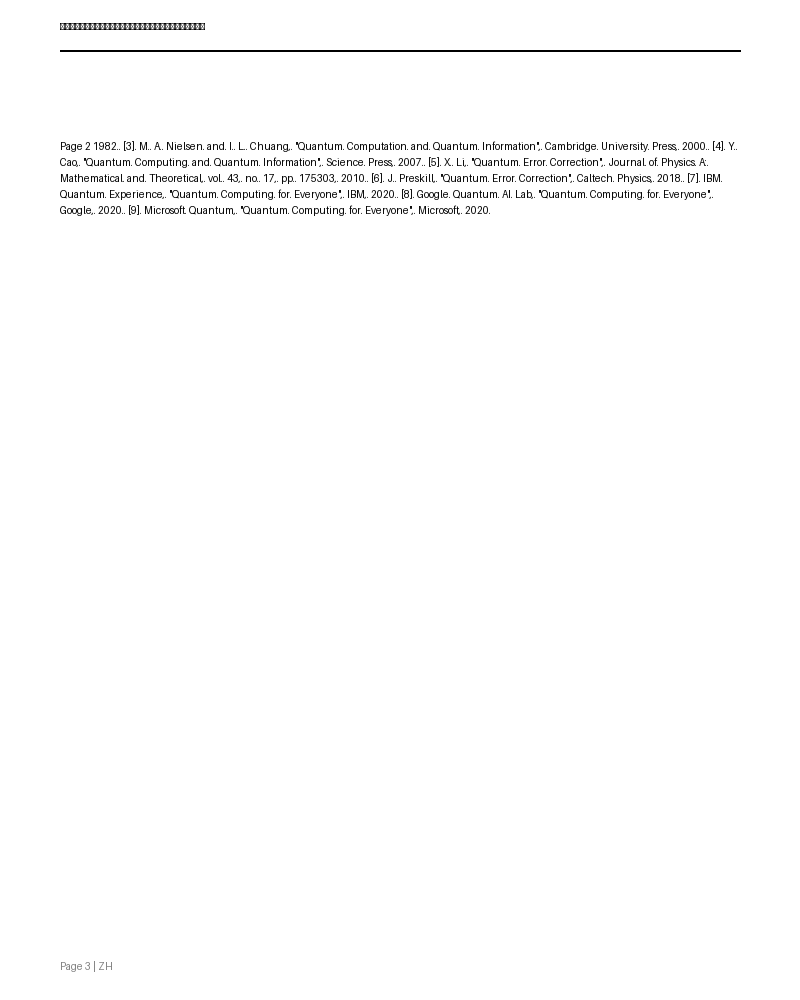 Page 2 1982.. [3]. M.. A. Nielsen. and. I.. L.. Chuang,. "Quantum. Computation. and. Quantum. Information",. Cambridge. University. Press,. 2000.. [4]. Y..
Cao,. "Quantum. Computing. and. Quantum. Information",. Science. Press,. 2007.. [5]. X.. Li,. "Quantum. Error. Correction",. Journal. of. Physics. A:.
Mathematical. and. Theoretical,. vol.. 43,. no.. 17,. pp.. 175303,. 2010.. [6]. J.. Preskill,. "Quantum. Error. Correction",. Caltech. Physics,. 2018.. [7]. IBM.
Quantum. Experience,. "Quantum. Computing. for. Everyone",. IBM,. 2020.. [8]. Google. Quantum. AI. Lab,. "Quantum. Computing. for. Everyone",.
Google,. 2020.. [9]. Microsoft. Quantum,. "Quantum. Computing. for. Everyone",. Microsoft,. 2020.
Page 3 | ZH